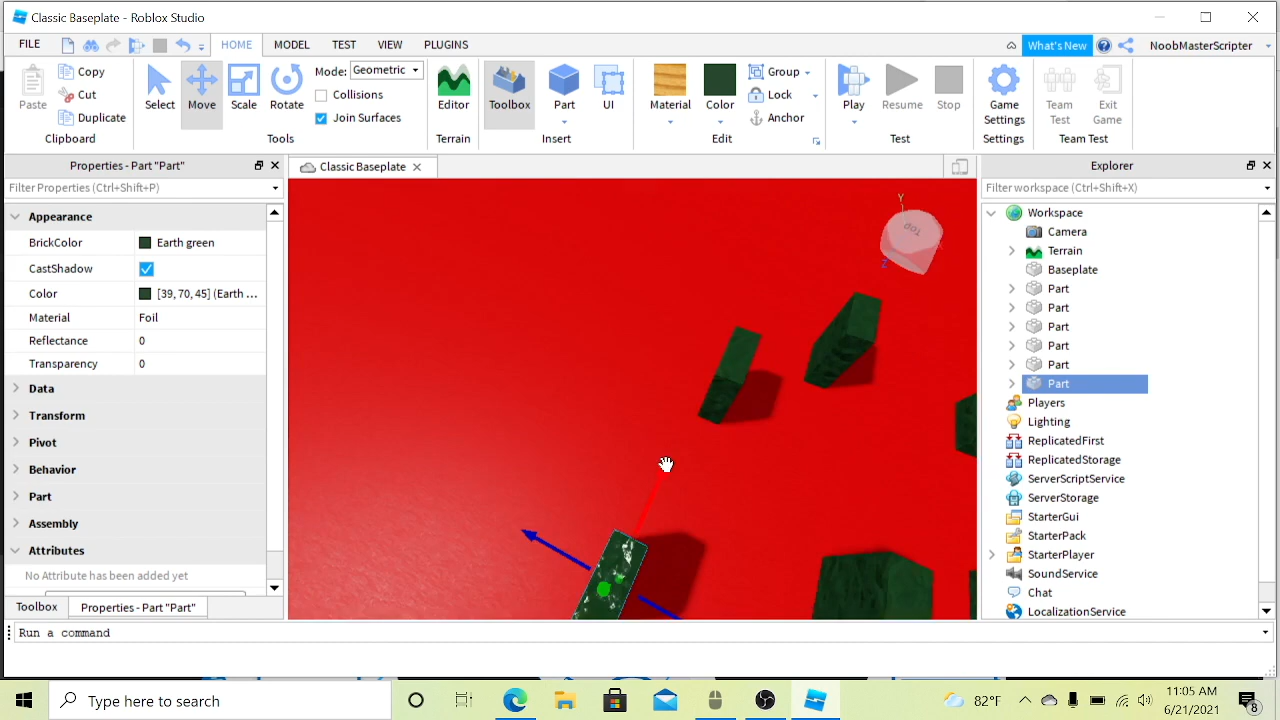 Classic Baseplate - Roblox Studio
FILE HOME MODEL TEST VIEW PLUGINS What's New NoobMasterScripter
Paste Copy Cut Duplicate
Clipboard
Select Move Scale Rotate
Mode: Geometric
Collisions
Join Surfaces
Tools
Editor
Terrain
Toolbox Part UI
Insert
Material Color
Group
Lock
Anchor
Edit
Play Resume Stop
Test
Game Settings
Settings
Team Test
Exit Game
Team Test
Properties - Part "Part"
Filter Properties (Ctrl+Shift+P)
Appearance
BrickColor Earth green
CastShadow
Color [39, 70, 45] (Earth ...
Material Foil
Reflectance 0
Transparency 0
Data
Transform
Pivot
Behavior
Part
Assembly
Attributes
No Attribute has been added yet
Toolbox Properties - Part "Part"
Classic Baseplate
Y
TOP
Z
Explorer
Filter workspace (Ctrl+Shift+X)
Workspace
Camera
Terrain
Baseplate
Part
Part
Part
Part
Part
Part
Players
Lighting
ReplicatedFirst
ReplicatedStorage
ServerScriptService
ServerStorage
StarterGui
StarterPack
StarterPlayer
SoundService
Chat
LocalizationService
Run a command
Type here to search
82°F
11:05 AM
6/21/2021
8